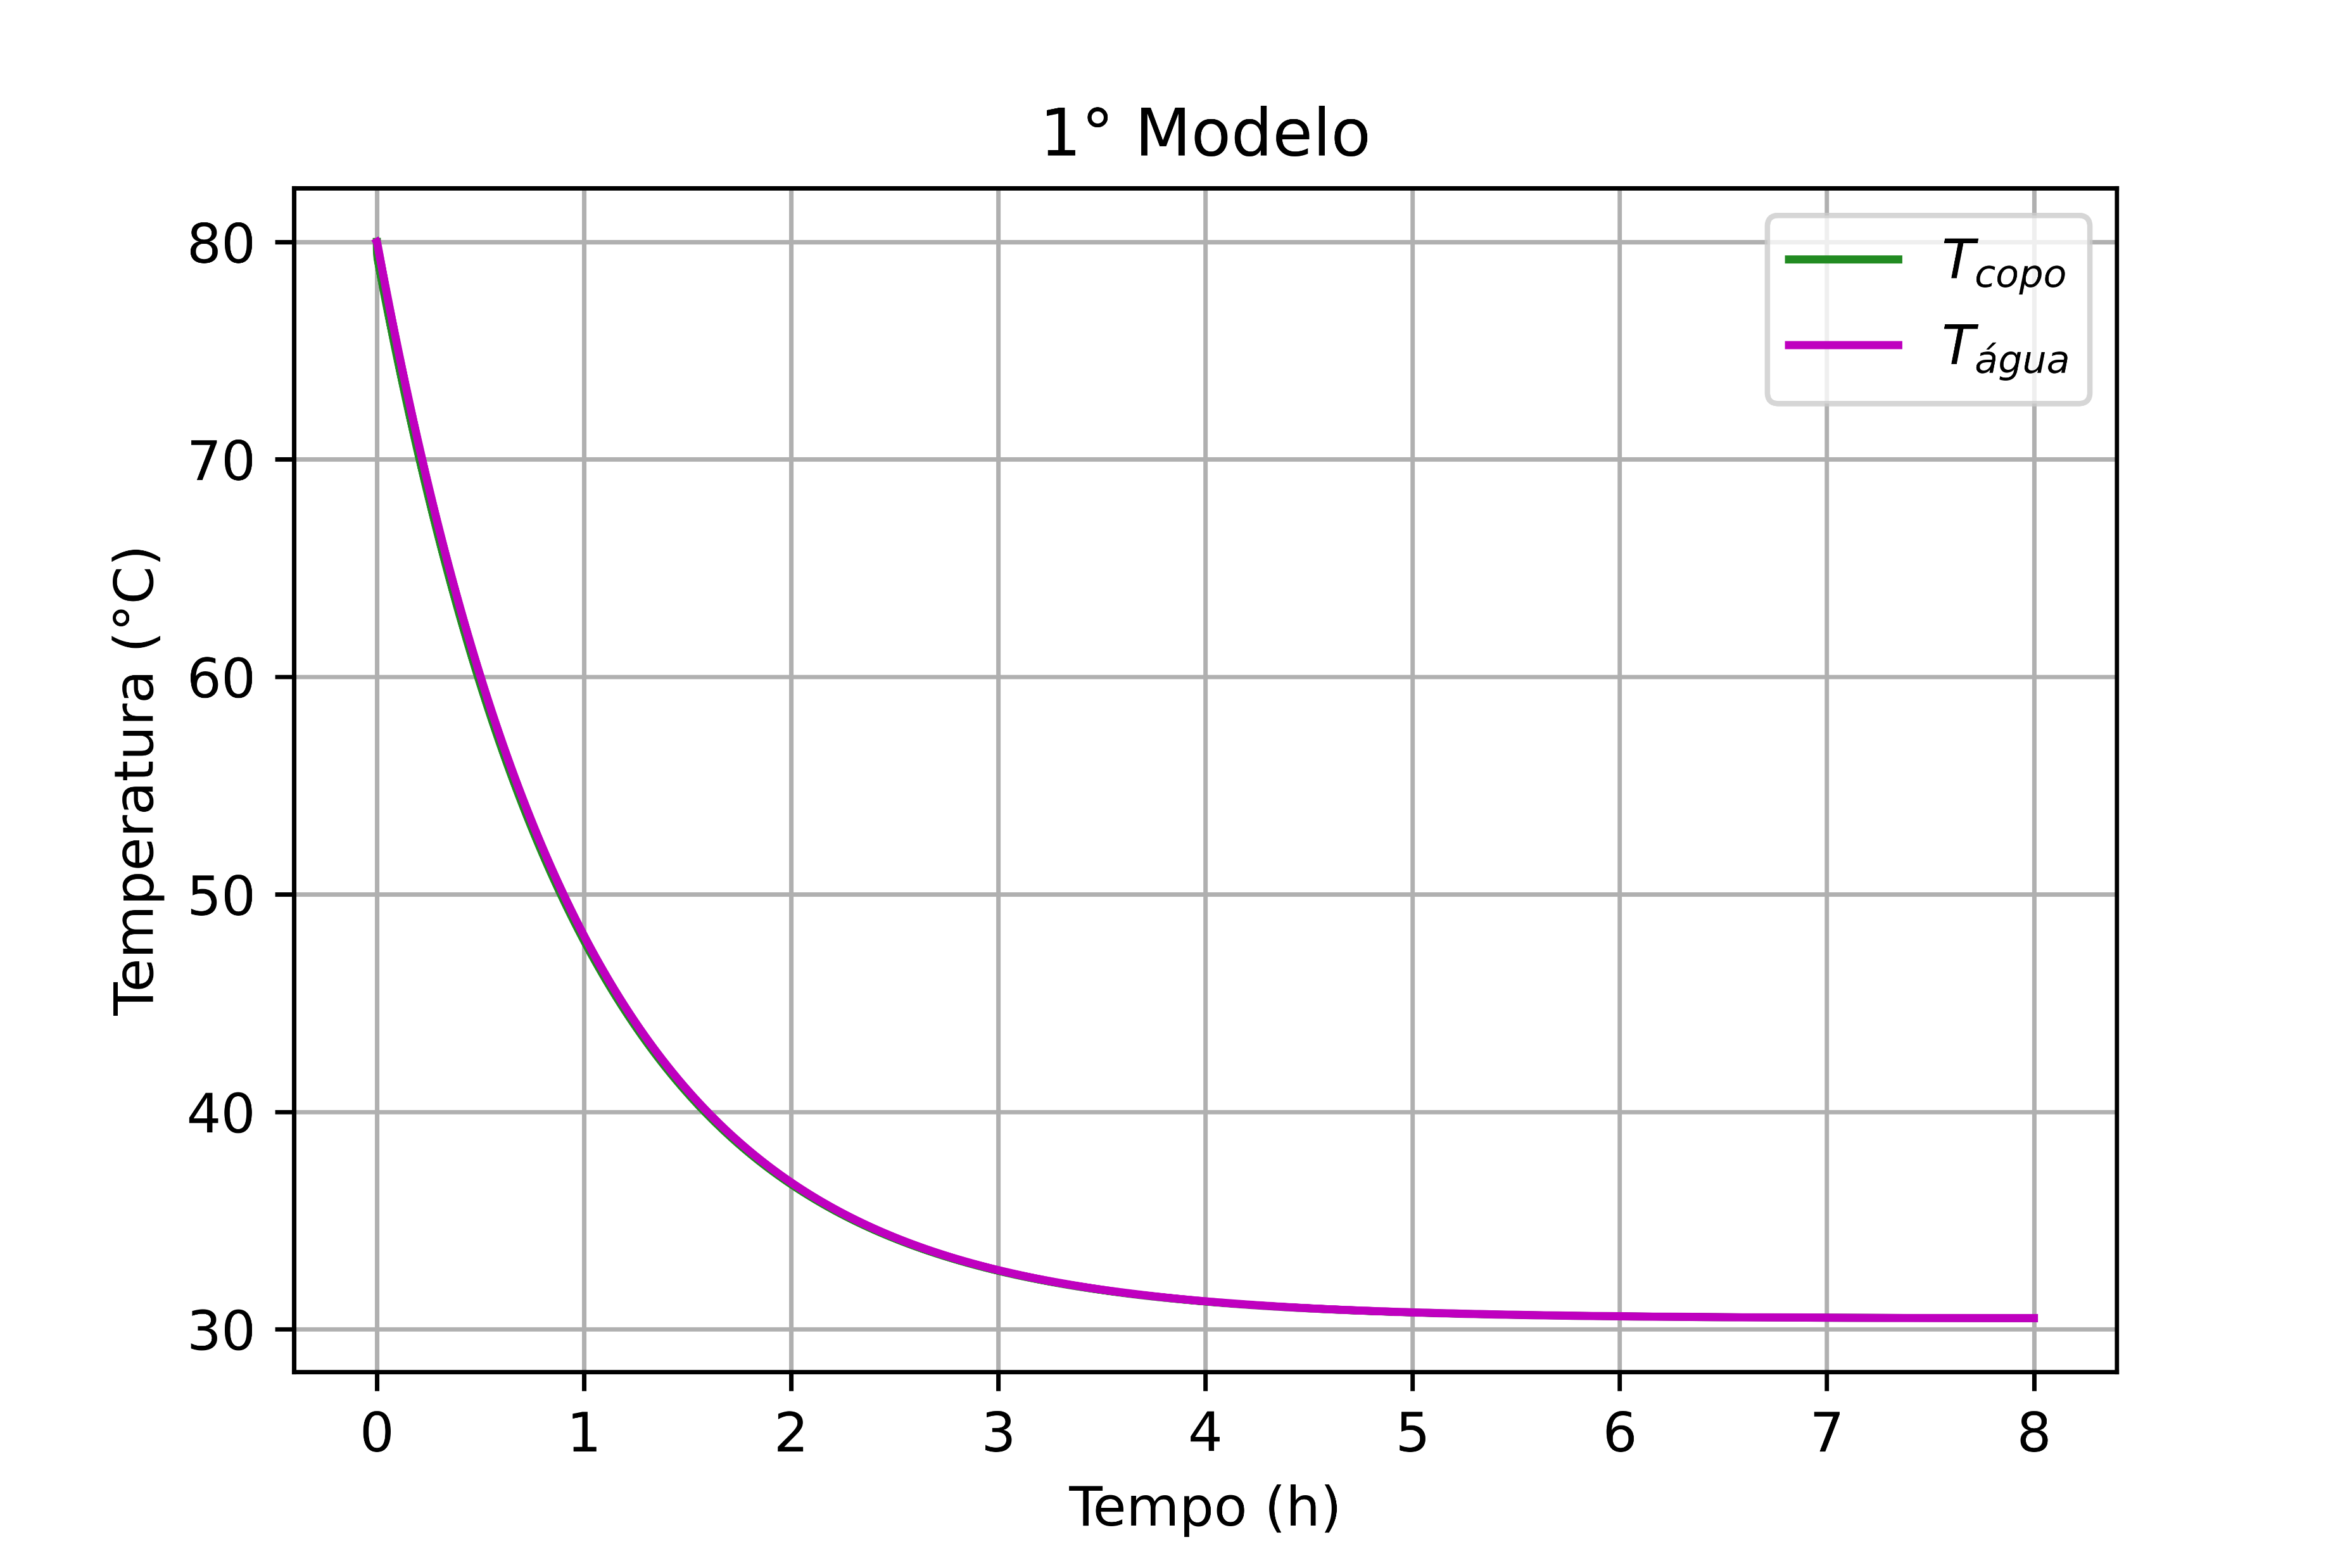 1° Modelo
T_copo
T_água
Temperatura (°C)
80
70
60
50
40
30
0 1 2 3 4 5 6 7 8
Tempo (h)